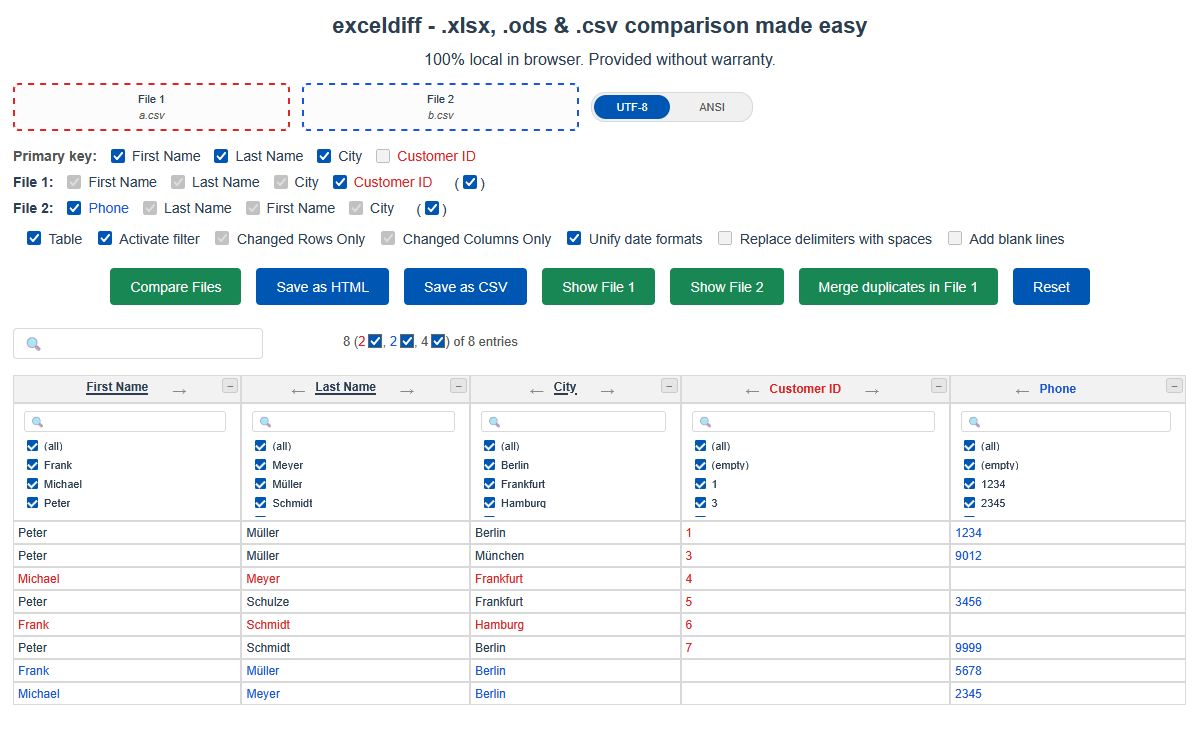 exceldiff - .xlsx, .ods & .csv comparison made easy
100% local in browser. Provided without warranty.
File 1
a.csv
File 2
b.csv
UTF-8 ANSI
Primary key: First Name Last Name City Customer ID
File 1: First Name Last Name City Customer ID ( )
File 2: Phone Last Name First Name City ( )
Table Activate filter Changed Rows Only Changed Columns Only Unify date formats Replace delimiters with spaces Add blank lines
Compare Files Save as HTML Save as CSV Show File 1 Show File 2 Merge duplicates in File 1 Reset
8 (2 , 2 , 4 ) of 8 entries
First Name → − ← Last Name → − ← City → − ← Customer ID → − ← Phone −
(all) (all) (all) (all) (all)
Frank Meyer Berlin (empty) (empty)
Michael Müller Frankfurt 1 1234
Peter Schmidt Hamburg 3 2345
Peter Müller Berlin 1 1234
Peter Müller München 3 9012
Michael Meyer Frankfurt 4
Peter Schulze Frankfurt 5 3456
Frank Schmidt Hamburg 6
Peter Schmidt Berlin 7 9999
Frank Müller Berlin 5678
Michael Meyer Berlin 2345